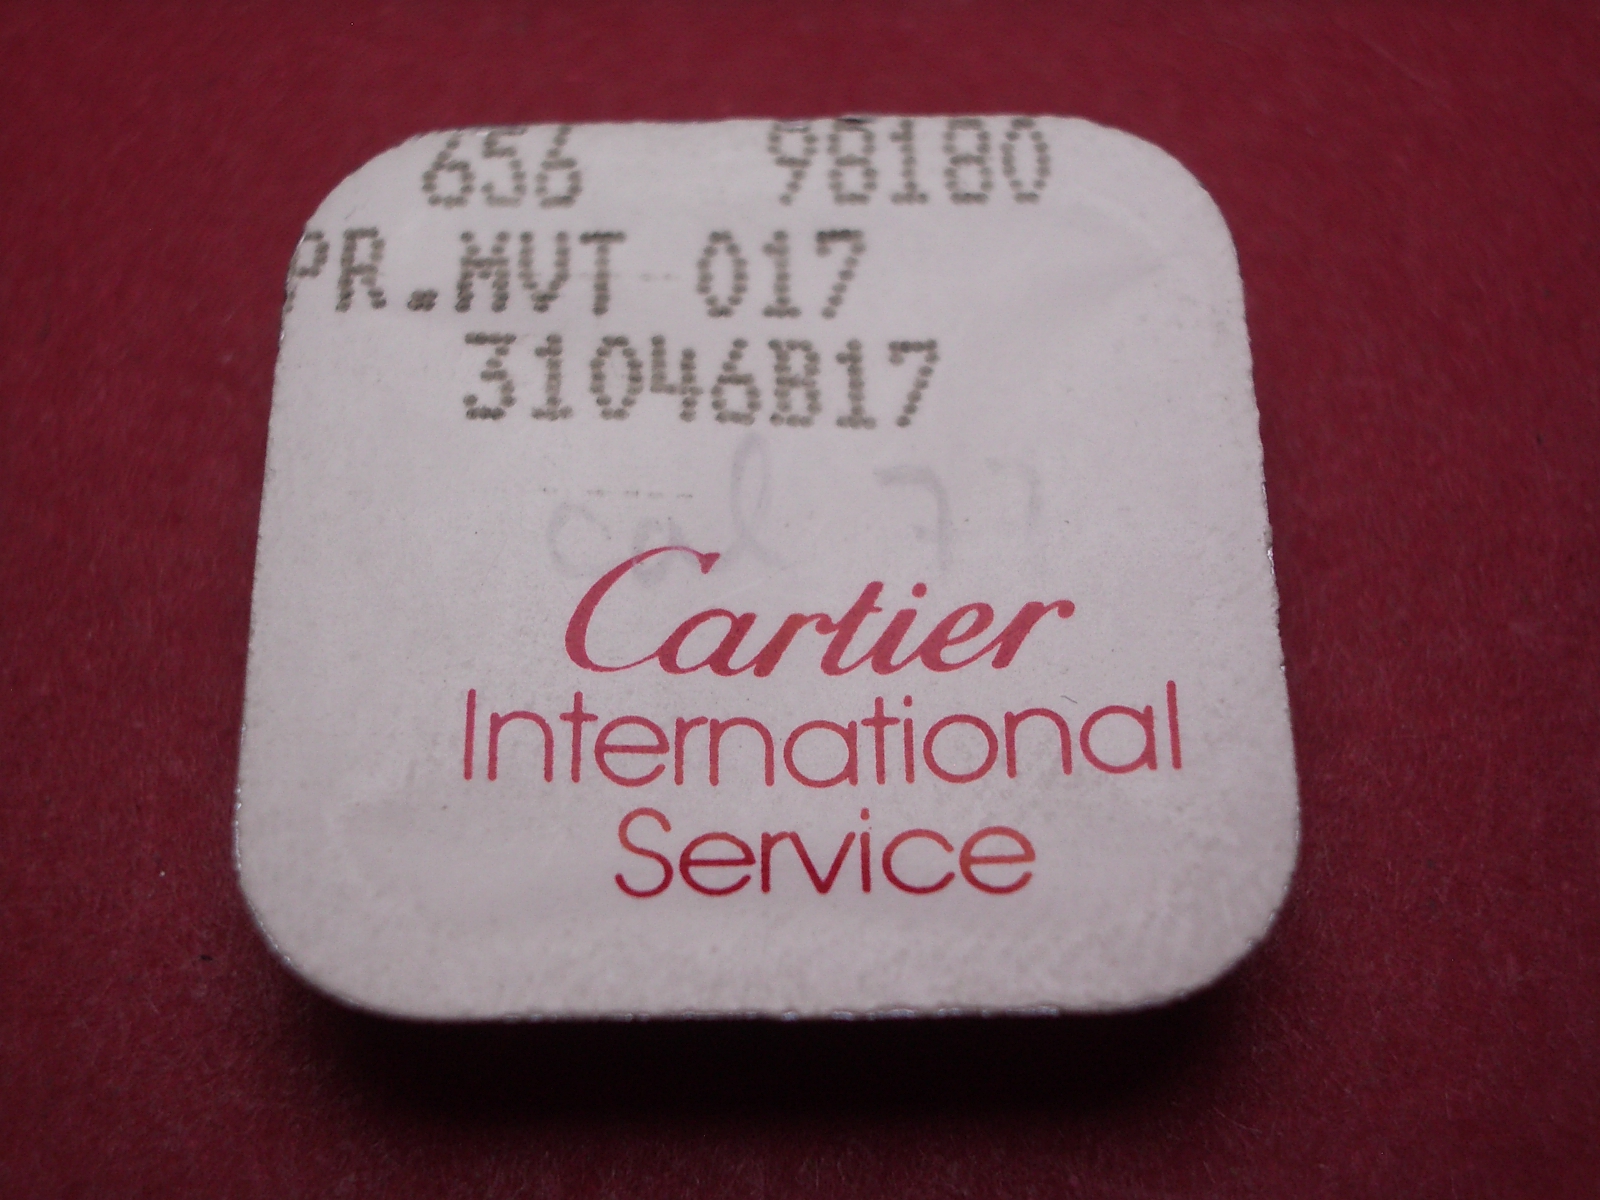 656 98180
PR.MVT 017
31046B17
Cartier
International
Service